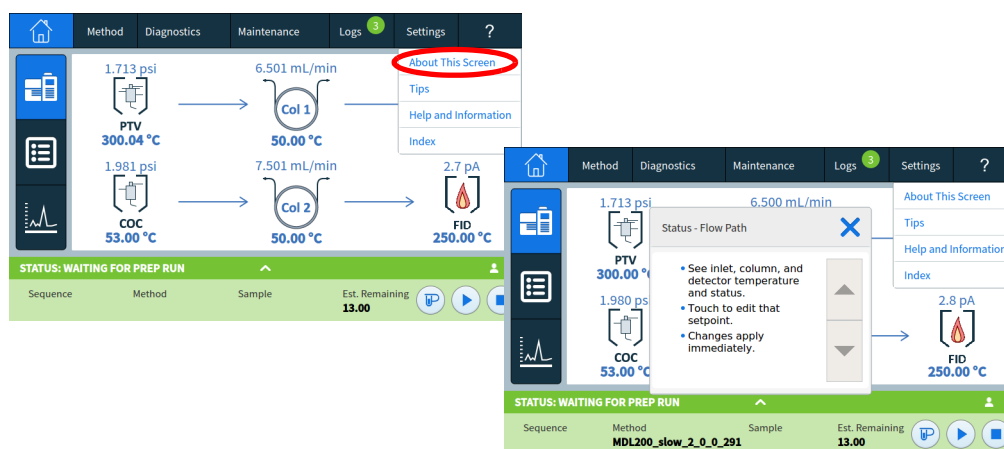 Method Diagnostics Maintenance Logs 3 Settings ?
About This Screen
Tips
Help and Information
Index
1.713 psi 6.501 mL/min
Col 1
PTV
300.04 °C 50.00 °C
1.981 psi 7.501 mL/min 2.7 pA
Col 2
COC FID
53.00 °C 50.00 °C 250.00 °C
STATUS: WAITING FOR PREP RUN
Sequence Method Sample Est. Remaining
13.00
Method Diagnostics Maintenance Logs 3 Settings ?
About This Screen
Tips
Help and Information
Index
1.713 psi 6.500 mL/min
Status - Flow Path
• See inlet, column, and
detector temperature
and status.
• Touch to edit that
setpoint.
• Changes apply
immediately.
PTV
300.00 °
1.980 ps 2.8 pA
COC FID
53.00 °C 250.00 °C
STATUS: WAITING FOR PREP RUN
Sequence Method Sample Est. Remaining
MDL200_slow_2_0_0_291 13.00